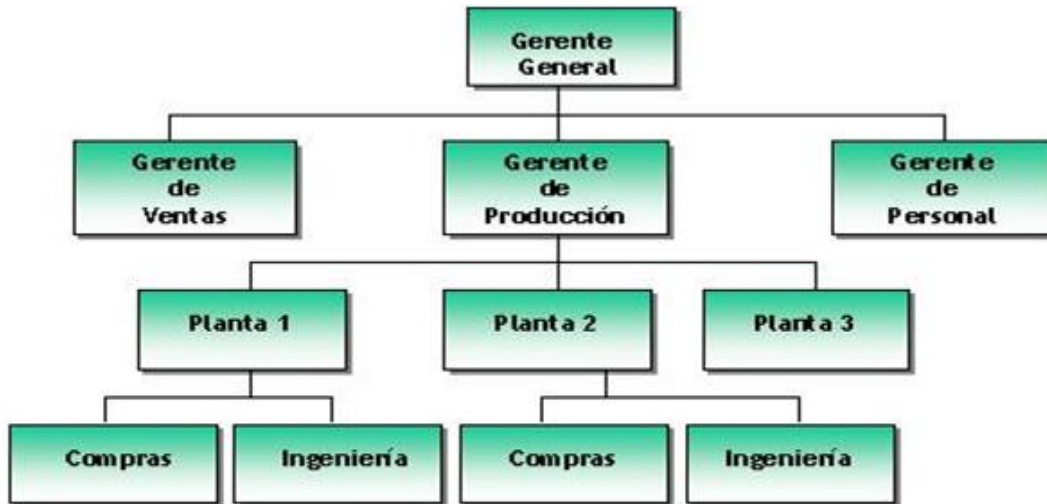 Gerente
General
Gerente
de
Ventas
Gerente
de
Producción
Gerente
de
Personal
Planta 1
Planta 2
Planta 3
Compras
Ingeniería
Compras
Ingeniería